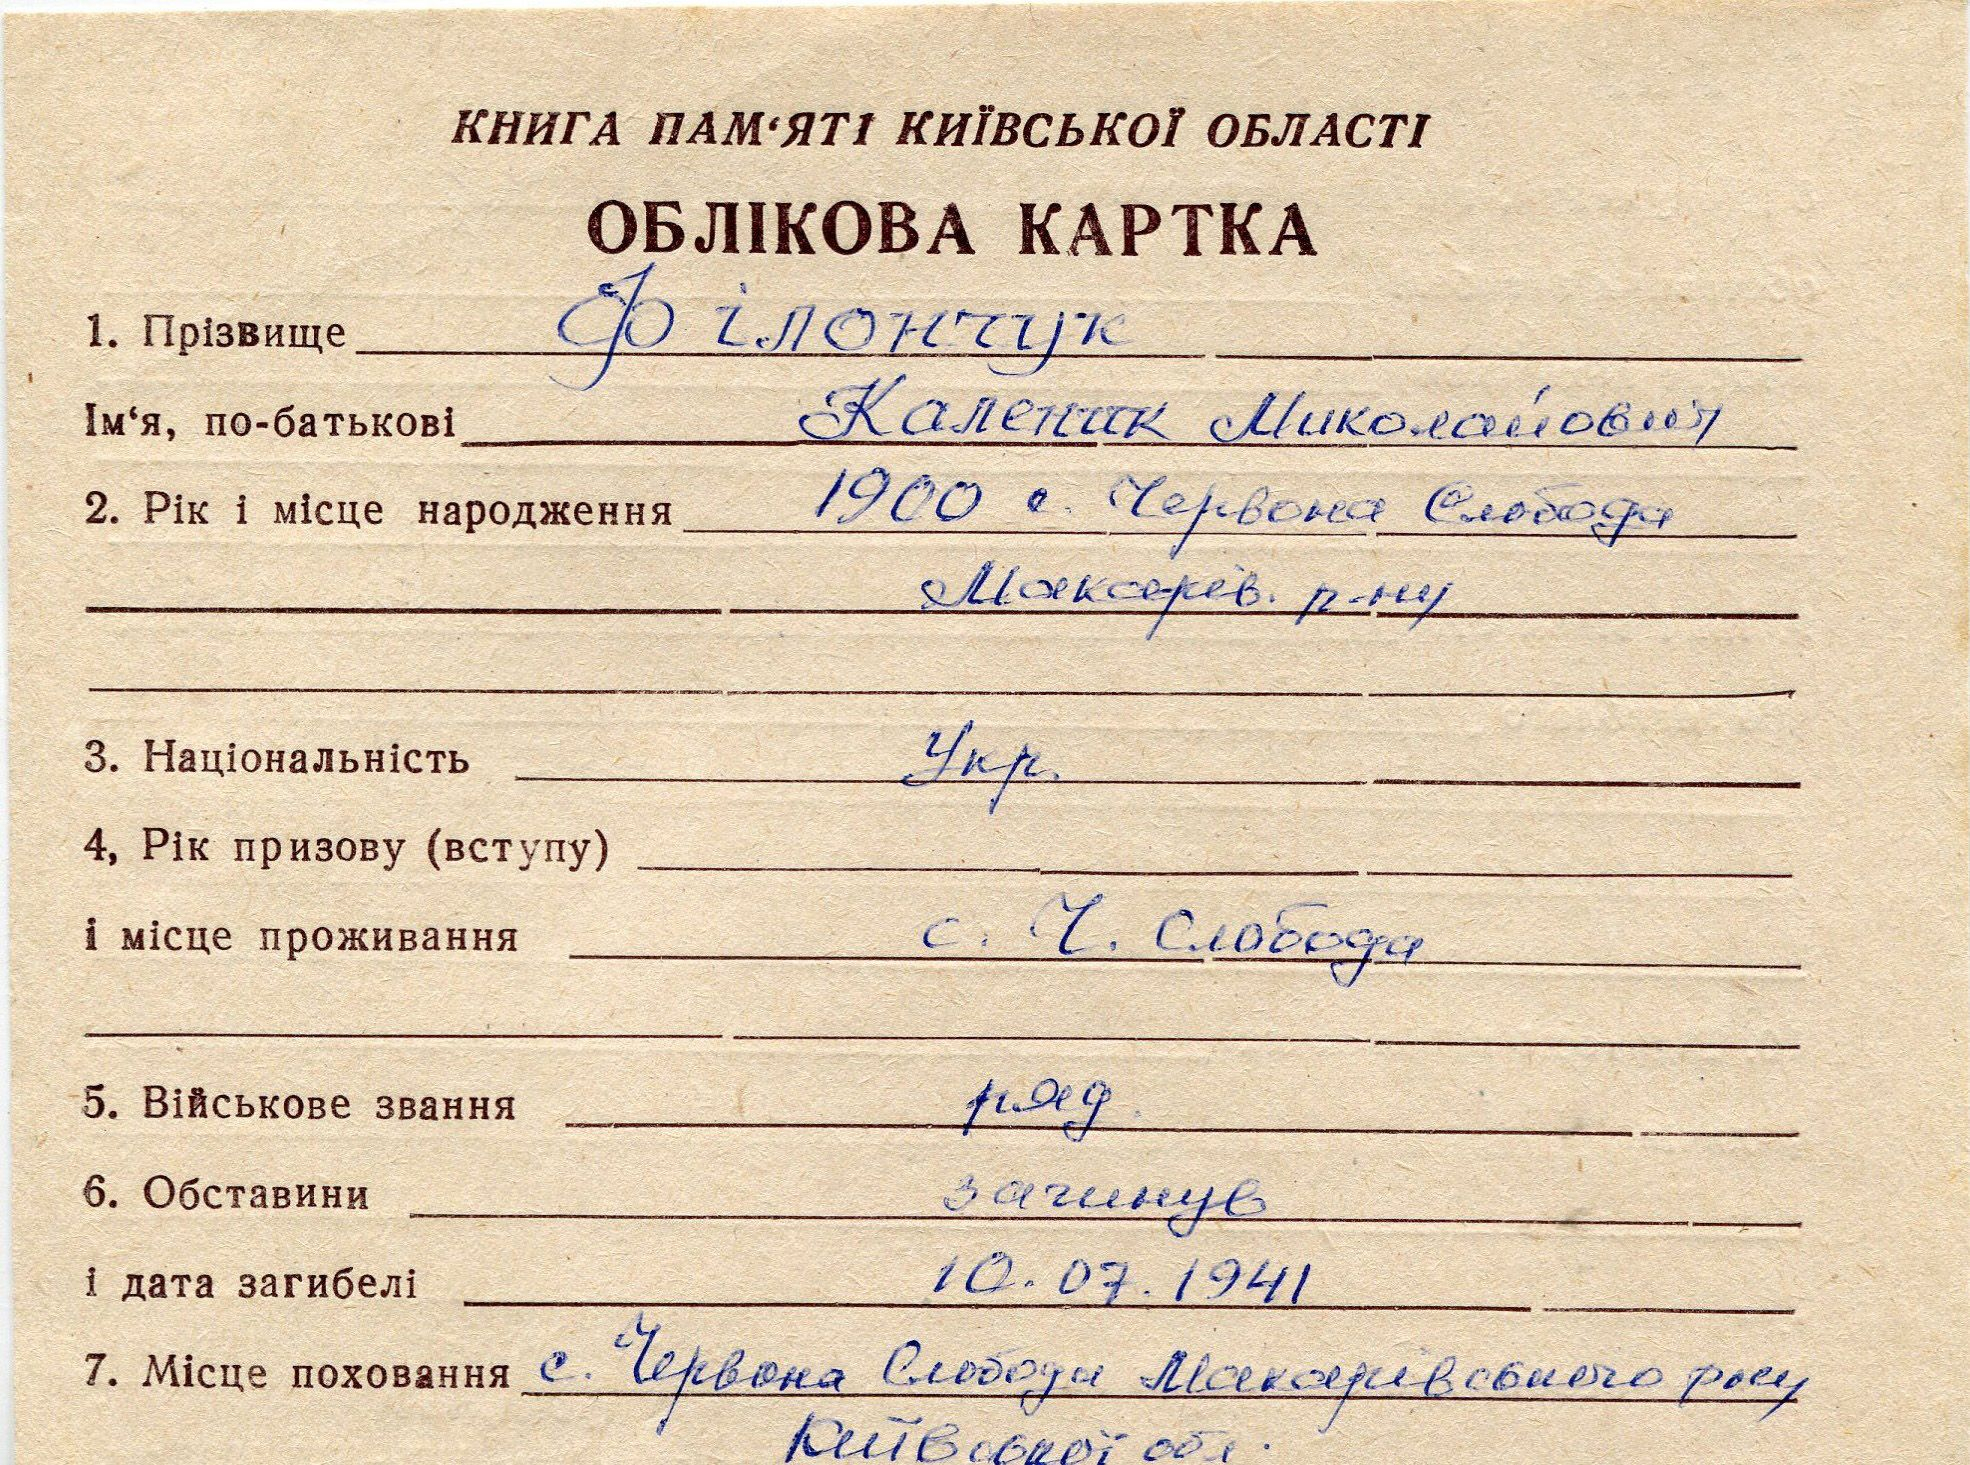 КНИГА ПАМ‘ЯТІ КИЇВСЬКОЇ ОБЛАСТІ
ОБЛІКОВА КАРТКА
1. Прізвище Філончук
Ім‘я, по-батькові Каленик Миколайович
2. Рік і місце народження 1900 с. Червона Слобода
Макарів. р-ну
3. Національність Укр.
4, Рік призову (вступу)
і місце проживання с. Ч. Слобода
5. Військове звання ряд.
6. Обставини загинув
і дата загибелі 10.07.1941
7. Місце поховання с. Червона Слобода Макарівського р-ну
Київської обл.